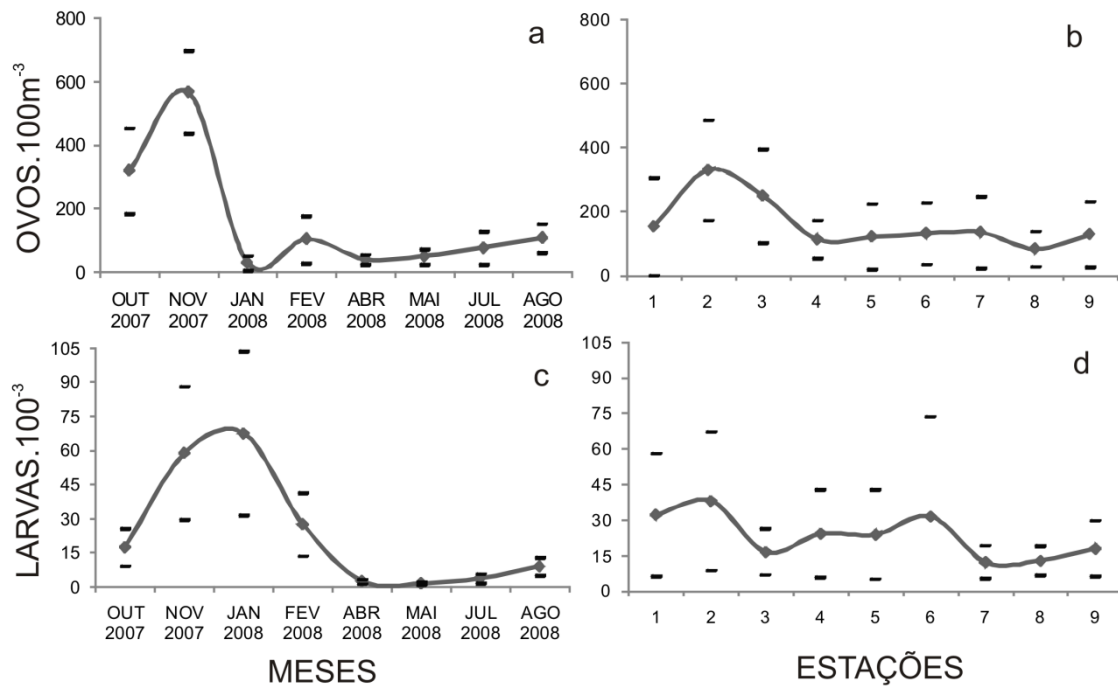 a
OVOS.100m-3
800
600
400
200
0
OUT NOV JAN FEV ABR MAI JUL AGO
2007 2007 2008 2008 2008 2008 2008 2008
b
800
600
400
200
0
1 2 3 4 5 6 7 8 9
c
LARVAS.100-3
105
90
75
60
45
30
15
0
OUT NOV JAN FEV ABR MAI JUL AGO
2007 2007 2008 2008 2008 2008 2008 2008
MESES
d
105
90
75
60
45
30
15
0
1 2 3 4 5 6 7 8 9
ESTAÇÕES